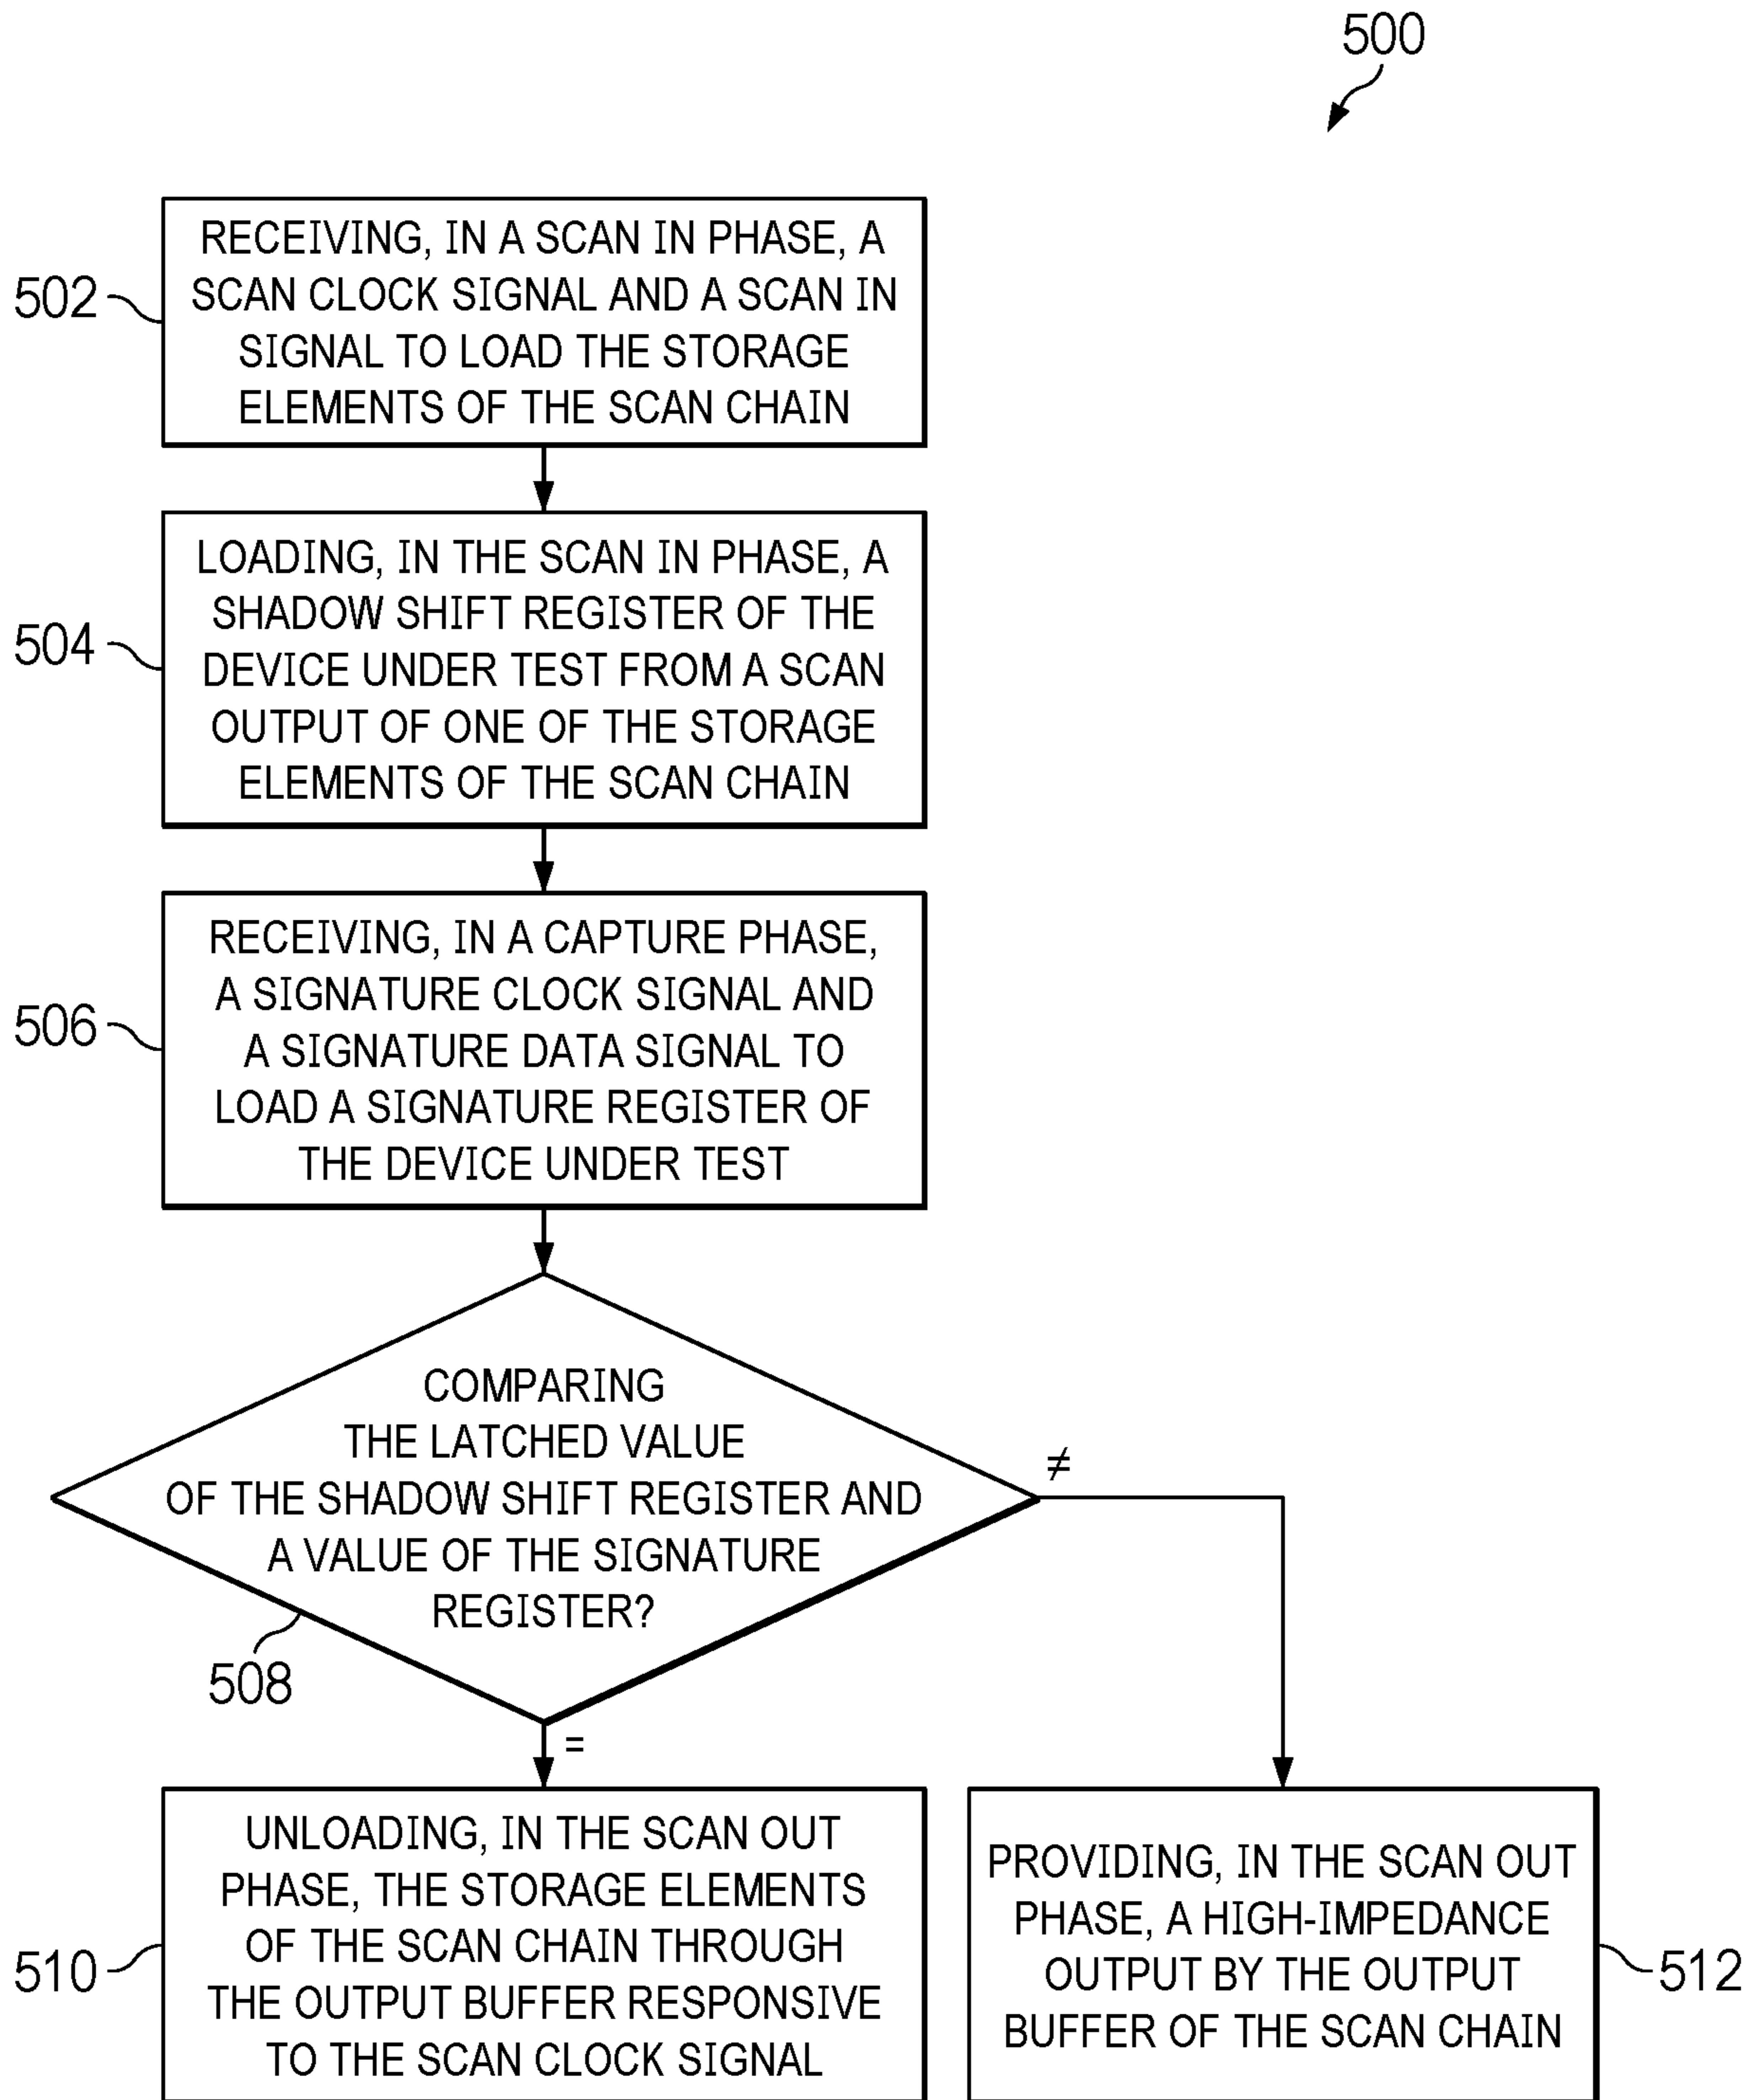 500
502
RECEIVING, IN A SCAN IN PHASE, A
SCAN CLOCK SIGNAL AND A SCAN IN
SIGNAL TO LOAD THE STORAGE
ELEMENTS OF THE SCAN CHAIN
504
LOADING, IN THE SCAN IN PHASE, A
SHADOW SHIFT REGISTER OF THE
DEVICE UNDER TEST FROM A SCAN
OUTPUT OF ONE OF THE STORAGE
ELEMENTS OF THE SCAN CHAIN
506
RECEIVING, IN A CAPTURE PHASE,
A SIGNATURE CLOCK SIGNAL AND
A SIGNATURE DATA SIGNAL TO
LOAD A SIGNATURE REGISTER OF
THE DEVICE UNDER TEST
COMPARING
THE LATCHED VALUE
OF THE SHADOW SHIFT REGISTER AND
A VALUE OF THE SIGNATURE
REGISTER?
508
≠
=
510
UNLOADING, IN THE SCAN OUT
PHASE, THE STORAGE ELEMENTS
OF THE SCAN CHAIN THROUGH
THE OUTPUT BUFFER RESPONSIVE
TO THE SCAN CLOCK SIGNAL
PROVIDING, IN THE SCAN OUT
PHASE, A HIGH-IMPEDANCE
OUTPUT BY THE OUTPUT
BUFFER OF THE SCAN CHAIN
512